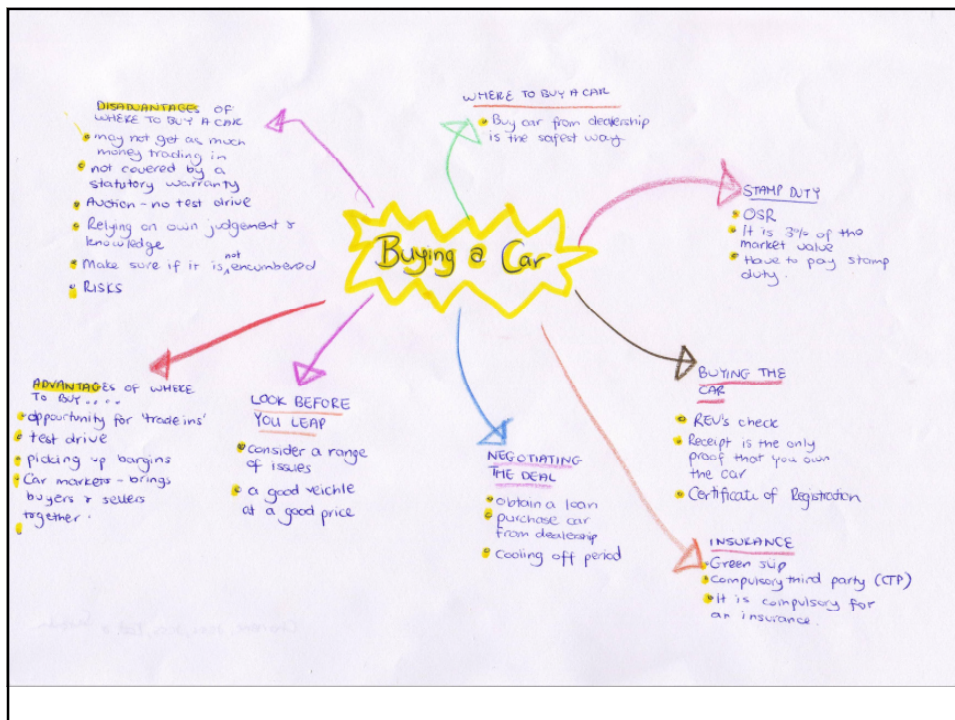 DISADVANTAGES OF
WHERE TO BUY A CAR
may not get as much
money trading in
not covered by a
statutory warranty
Auction - no test drive
Relying on own judgement &
knowledge
Make sure if it is not encumbered
RISKS
WHERE TO BUY A CAR
Buy car from dealership
is the safest way
STAMP DUTY
OSR
It is 3% of the
market value
Have to pay stamp
duty.
Buying a Car
ADVANTAGES OF WHERE
TO BUY....
opportunity for 'trade ins'
test drive
picking up bargins
Car markets - brings
buyers & sellers
together.
LOOK BEFORE
YOU LEAP
consider a range
of issues
a good veichle
at a good price
NEGOTIATING
THE DEAL
obtain a loan
purchase car
from dealership
Cooling off period
BUYING THE
CAR
REV's check
Receipt is the only
proof that you own
the car
Certificate of Registration
INSURANCE
Green slip
Compulsory third party (CTP)
It is compulsory for
an insurance.